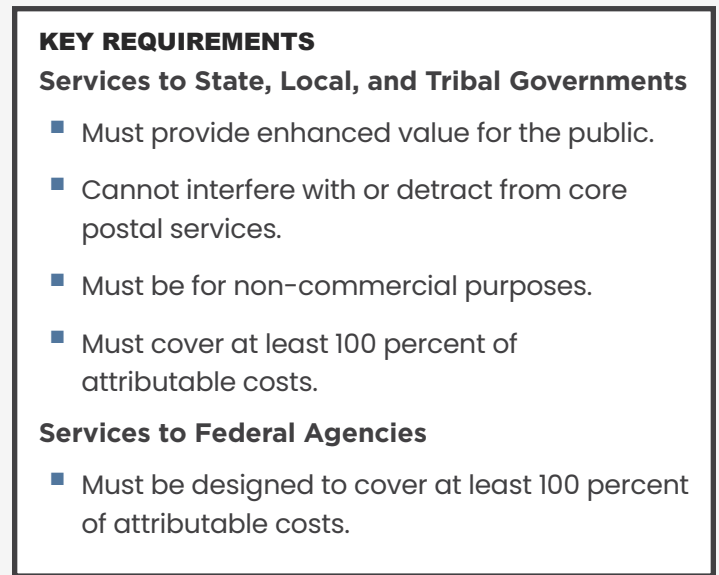 KEY REQUIREMENTS
Services to State, Local, and Tribal Governments
Must provide enhanced value for the public.
Cannot interfere with or detract from core
postal services.
Must be for non-commercial purposes.
Must cover at least 100 percent of
attributable costs.
Services to Federal Agencies
Must be designed to cover at least 100 percent
of attributable costs.